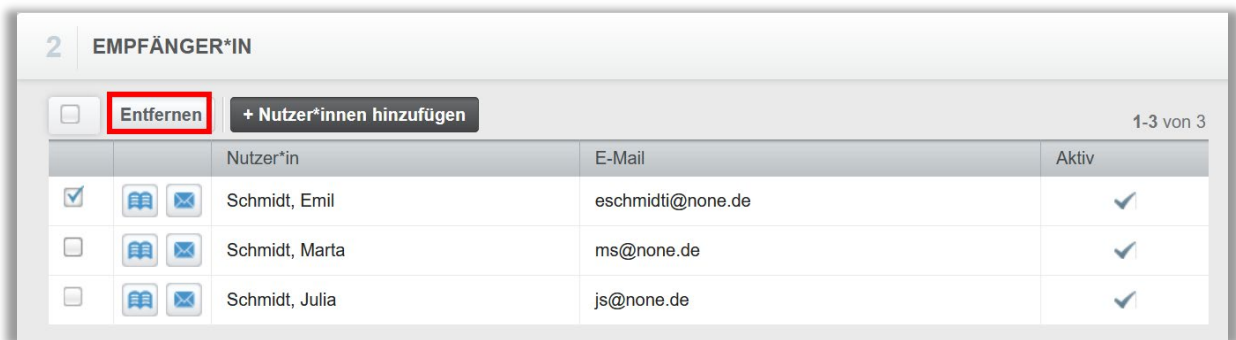 2 EMPFÄNGER*IN
Entfernen + Nutzer*innen hinzufügen 1-3 von 3
Nutzer*in E-Mail Aktiv
Schmidt, Emil eschmidti@none.de
Schmidt, Marta ms@none.de
Schmidt, Julia js@none.de